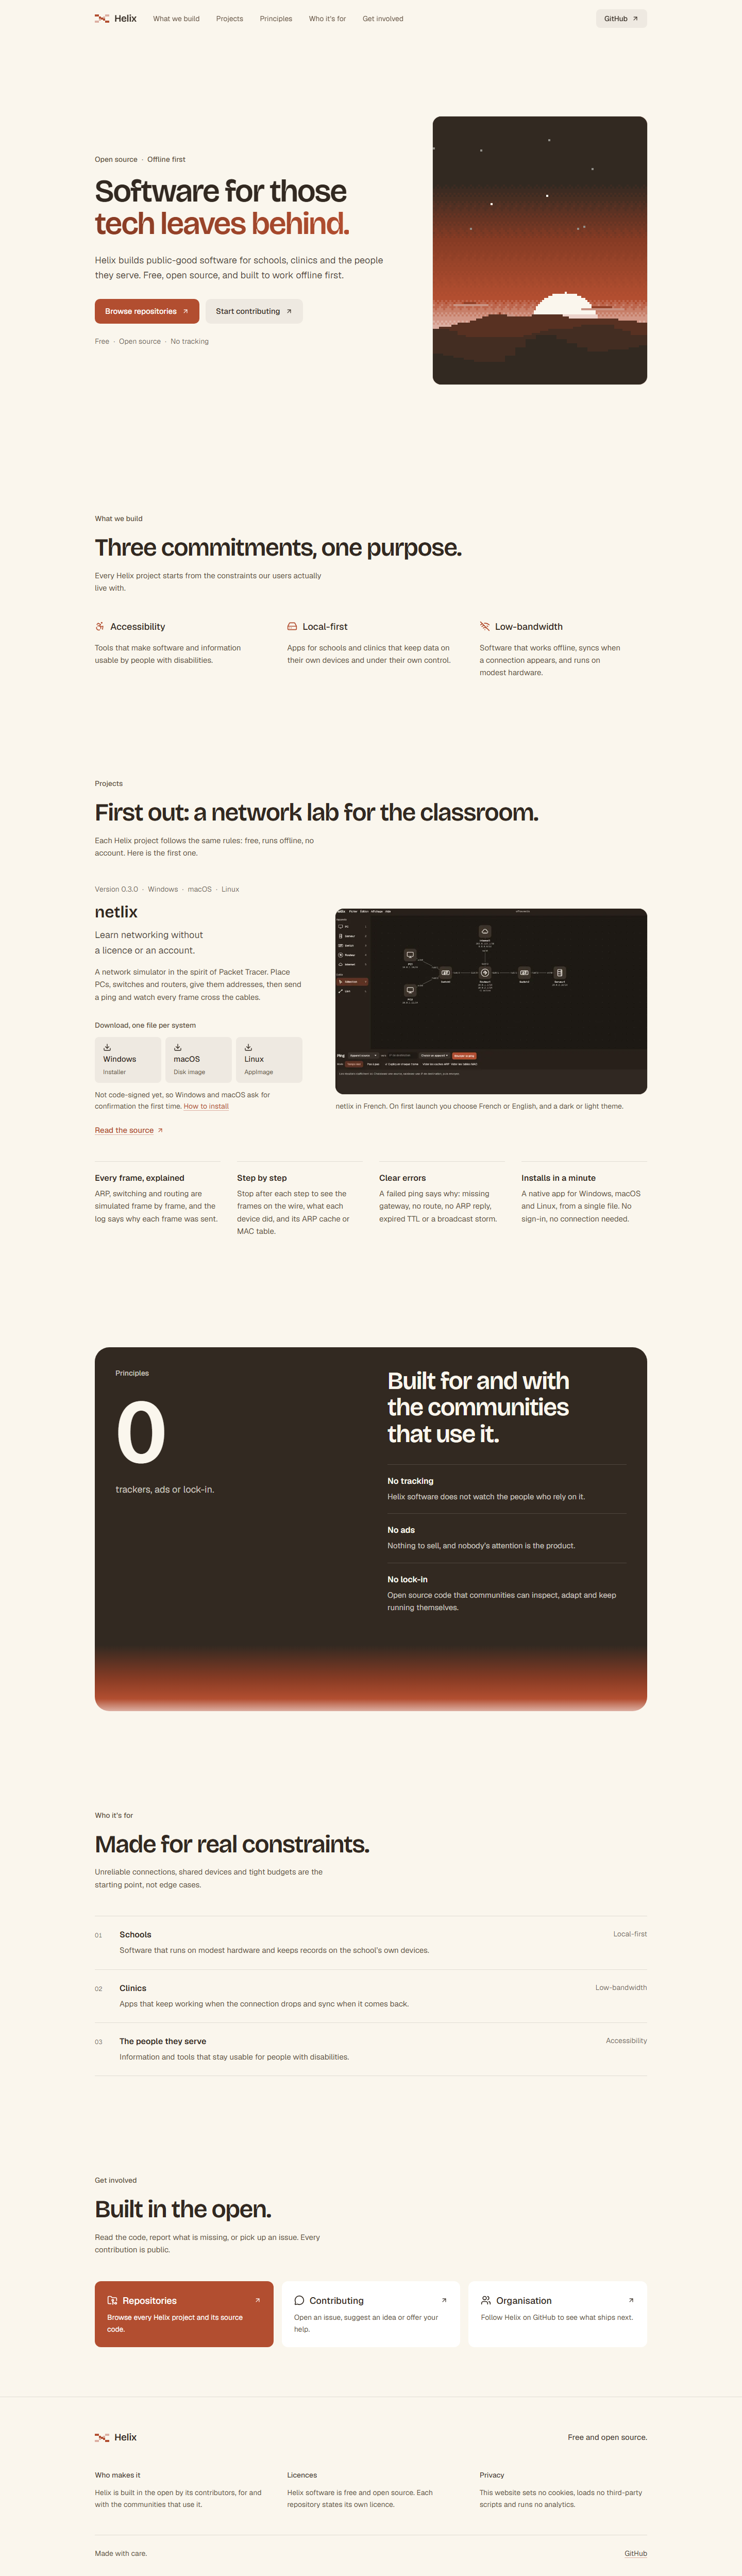 Helix
What we build
Projects
Principles
Who it's for
Get involved
GitHub
Open source · Offline first
Software for those
tech leaves behind.
Helix builds public-good software for schools, clinics and the people
they serve. Free, open source, and built to work offline first.
Browse repositories
Start contributing
Free · Open source · No tracking
What we build
Three commitments, one purpose.
Every Helix project starts from the constraints our users actually
live with.
Accessibility
Tools that make software and information
usable by people with disabilities.
Local-first
Apps for schools and clinics that keep data on
their own devices and under their own control.
Low-bandwidth
Software that works offline, syncs when
a connection appears, and runs on
modest hardware.
Projects
First out: a network lab for the classroom.
Each Helix project follows the same rules: free, runs offline, no
account. Here is the first one.
Version 0.3.0 · Windows · macOS · Linux
netlix
Learn networking without
a licence or an account.
A network simulator in the spirit of Packet Tracer. Place
PCs, switches and routers, give them addresses, then send
a ping and watch every frame cross the cables.
Download, one file per system
Windows
Installer
macOS
Disk image
Linux
AppImage
Not code-signed yet, so Windows and macOS ask for
confirmation the first time. How to install
Read the source
Ping
netlix in French. On first launch you choose French or English, and a dark or light theme.
Every frame, explained
ARP, switching and routing are
simulated frame by frame, and the
log says why each frame was sent.
Step by step
Stop after each step to see the
frames on the wire, what each
device did, and its ARP cache or
MAC table.
Clear errors
A failed ping says why: missing
gateway, no route, no ARP reply,
expired TTL or a broadcast storm.
Installs in a minute
A native app for Windows, macOS
and Linux, from a single file. No
sign-in, no connection needed.
Principles
0
trackers, ads or lock-in.
Built for and with
the communities
that use it.
No tracking
Helix software does not watch the people who rely on it.
No ads
Nothing to sell, and nobody's attention is the product.
No lock-in
Open source code that communities can inspect, adapt and keep
running themselves.
Who it's for
Made for real constraints.
Unreliable connections, shared devices and tight budgets are the
starting point, not edge cases.
01
Schools
Local-first
Software that runs on modest hardware and keeps records on the school's own devices.
02
Clinics
Low-bandwidth
Apps that keep working when the connection drops and sync when it comes back.
03
The people they serve
Accessibility
Information and tools that stay usable for people with disabilities.
Get involved
Built in the open.
Read the code, report what is missing, or pick up an issue. Every
contribution is public.
Repositories
Browse every Helix project and its source
code.
Contributing
Open an issue, suggest an idea or offer your
help.
Organisation
Follow Helix on GitHub to see what ships next.
Helix
Free and open source.
Who makes it
Helix is built in the open by its contributors, for and
with the communities that use it.
Licences
Helix software is free and open source. Each
repository states its own licence.
Privacy
This website sets no cookies, loads no third-party
scripts and runs no analytics.
Made with care.
GitHub